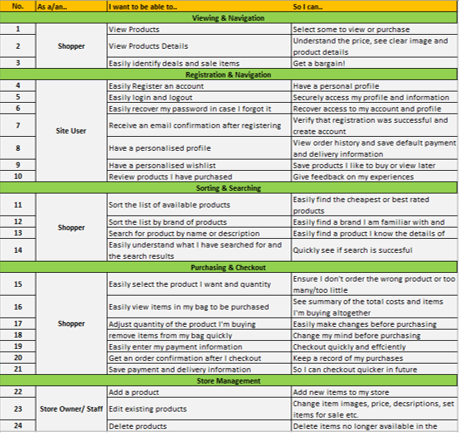 No. As a/an.. I want to be able to.. So I can..
Viewing & Navigation
1 View Products Select some to view or purchase
Shopper
2 View Products Details Understand the price, see clear image and
product details
3 Easily identify deals and sale items Get a bargain!
Registration & Navigation
4 Easily Register an account Have a personal profile
5 Easily login and logout Securely access my profile and information
6 Easily recover my password in case I forgot it Recover access to my account and profile
Site User
7 Receive an email confirmation after registering Verify that registration was successful and
create account
8 Have a personalised profile View order history and save default payment
and delivery information
9 Have a personalised wishlist Save products I like to buy or view later
10 Review products I have purchased Give feedback on my experiences
Sorting & Searching
Shopper
11 Sort the list of available products Easily find the cheapest or best rated
products
12 Sort the list by brand of products Easily find a brand I am familiar with and
13 Search for product by name or description Easily find a product I know the details of
14 Easily understand what I have searched for and
the search results Quickly see if search is succesful
Purchasing & Checkout
Shopper
15 Easily select the product I want and quantity Ensure I don't order the wrong product or too
many/too little
16 Easily view items in my bag to be purchased See summary of the total costs and items
I'm buying altogether
17 Adjust quantity of the product I'm buying Easily make changes before purchasing
18 remove items from my bag quickly Change my mind before purchasing
19 Easily enter my payment information Checkout quickly and effciently
20 Get an order confirmation after I checkout Keep a record of my purchases
21 Save payment and delivery information So I can checkout quicker in future
Store Management
Store Owner/ Staff
22 Add a product Add new items to my store
23 Edit existing products Change item images, price, decsriptions, set
items for sale etc.
24 Delete products Delete items no longer available in the